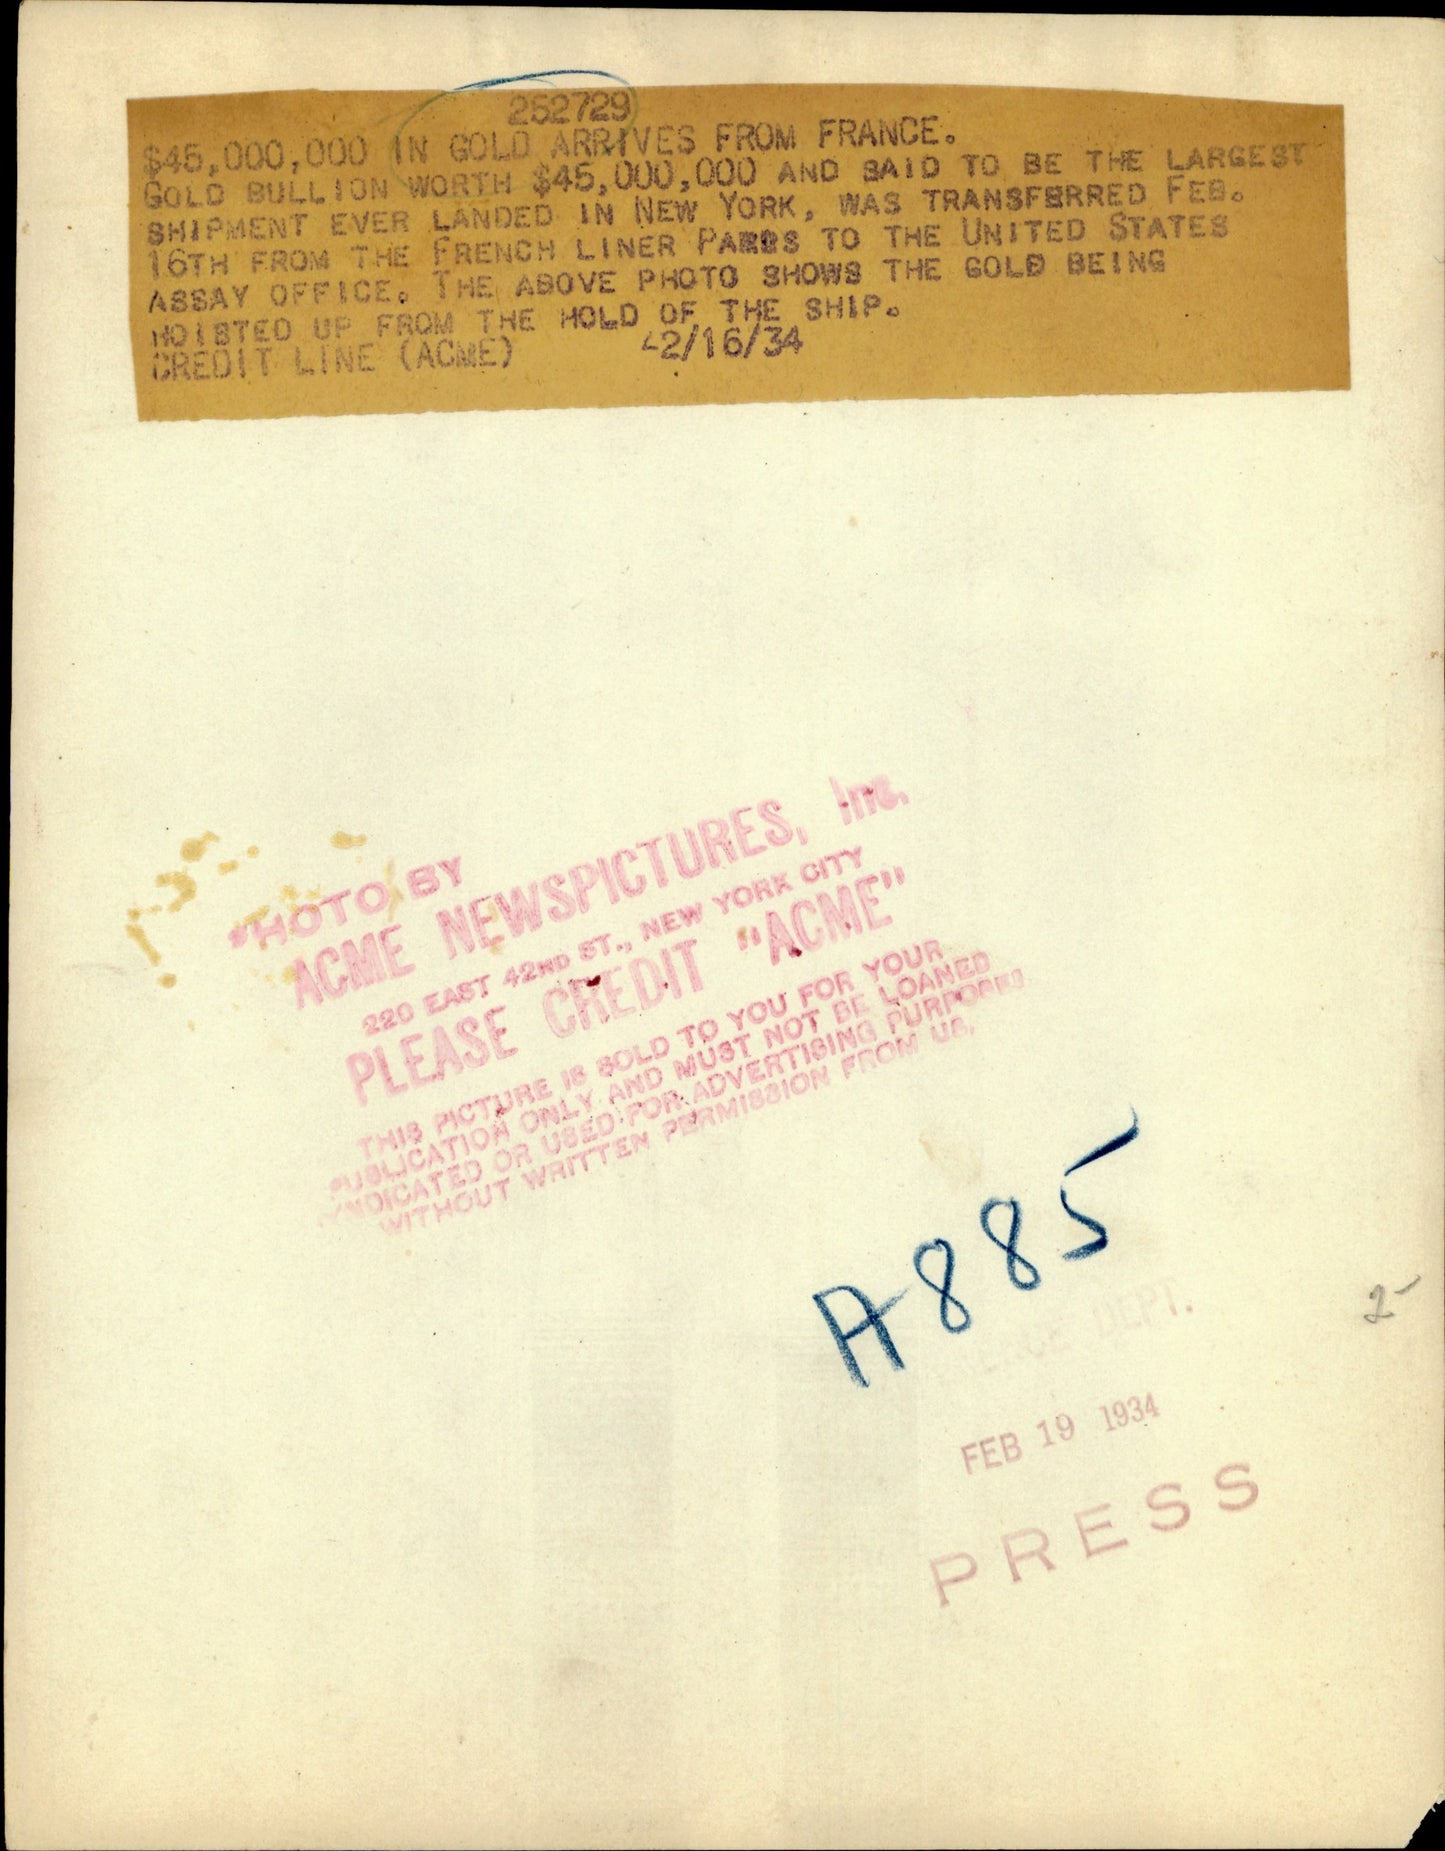 252729
$45,000,000 IN GOLD ARRIVES FROM FRANCE.
GOLD BULLION WORTH $45,000,000 AND SAID TO BE THE LARGEST
SHIPMENT EVER LANDED IN NEW YORK, WAS TRANSFERRED FEB.
16TH FROM THE FRENCH LINER PARIS TO THE UNITED STATES
ASSAY OFFICE. THE ABOVE PHOTO SHOWS THE GOLD BEING
HOISTED UP FROM THE HOLD OF THE SHIP.
CREDIT LINE (ACME) 2/16/34
PHOTO BY
ACME NEWSPICTURES, Inc.
220 EAST 42ND ST., NEW YORK CITY
PLEASE CREDIT "ACME"
THIS PICTURE IS SOLD TO YOU FOR YOUR
PUBLICATION ONLY AND MUST NOT BE LOANED
SYNDICATED OR USED FOR ADVERTISING PURPOSES
WITHOUT WRITTEN PERMISSION FROM US.
A885
DEPT.
2
FEB 19 1934
PRESS